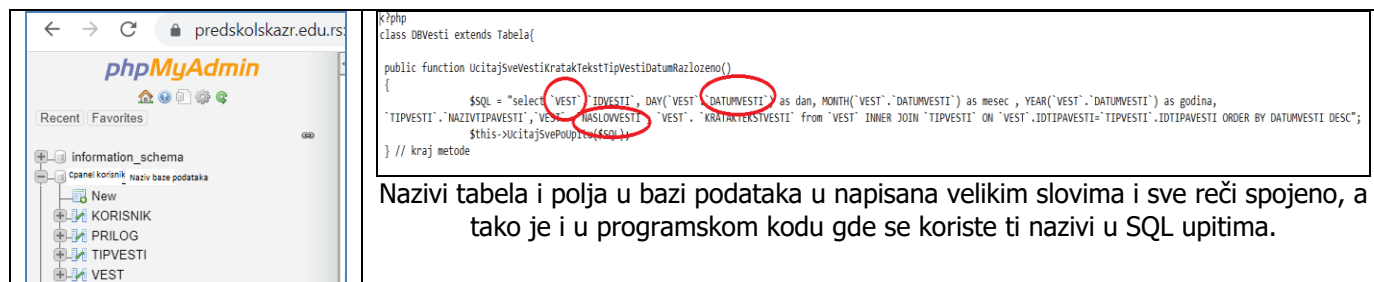 predskolskazr.edu.rs:
phpMyAdmin
Recent Favorites
information_schema
Cpanel korisnik_ Naziv baze podataka
New
KORISNIK
PRILOG
TIPVESTI
VEST
<?php
class DBVesti extends Tabela{
public function UcitajSveVestiKratakTekstTipVestiDatumRazlozeno()
{
$SQL = "select `VEST`.`IDVESTI`, DAY(`VEST`.`DATUMVESTI`) as dan, MONTH(`VEST`.`DATUMVESTI`) as mesec , YEAR(`VEST`.`DATUMVESTI`) as godina,
`TIPVESTI`.`NAZIVTIPAVESTI`,`VEST`. `NASLOVVESTI`, `VEST`. `KRATAKTEKSTVESTI` from `VEST` INNER JOIN `TIPVESTI` ON `VEST`.IDTIPAVESTI=`TIPVESTI`.IDTIPAVESTI ORDER BY DATUMVESTI DESC";
$this->UcitajSvePoUpitu($SQL);
} // kraj metode
Nazivi tabela i polja u bazi podataka u napisana velikim slovima i sve reči spojeno, a
tako je i u programskom kodu gde se koriste ti nazivi u SQL upitima.